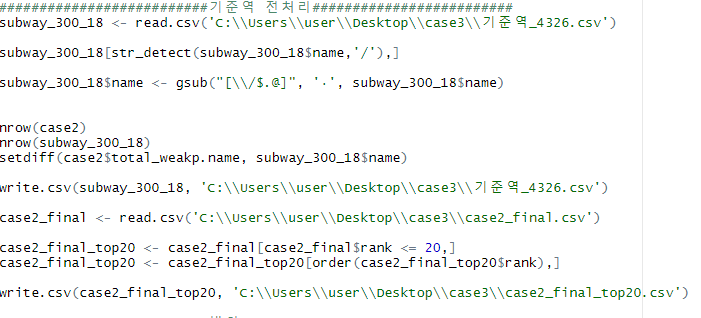 ##########################기준역 전처리#########################
subway_300_18 <- read.csv('C:\\Users\\user\\Desktop\\case3\\기준역_4326.csv')
subway_300_18[str_detect(subway_300_18$name,'/'),]
subway_300_18$name <- gsub("[\\/$.@]", '·', subway_300_18$name)
nrow(case2)
nrow(subway_300_18)
setdiff(case2$total_weakp.name, subway_300_18$name)
write.csv(subway_300_18, 'C:\\Users\\user\\Desktop\\case3\\기준역_4326.csv')
case2_final <- read.csv('C:\\Users\\user\\Desktop\\case3\\case2_final.csv')
case2_final_top20 <- case2_final[case2_final$rank <= 20,]
case2_final_top20 <- case2_final_top20[order(case2_final_top20$rank),]
write.csv(case2_final_top20, 'C:\\Users\\user\\Desktop\\case3\\case2_final_top20.csv')